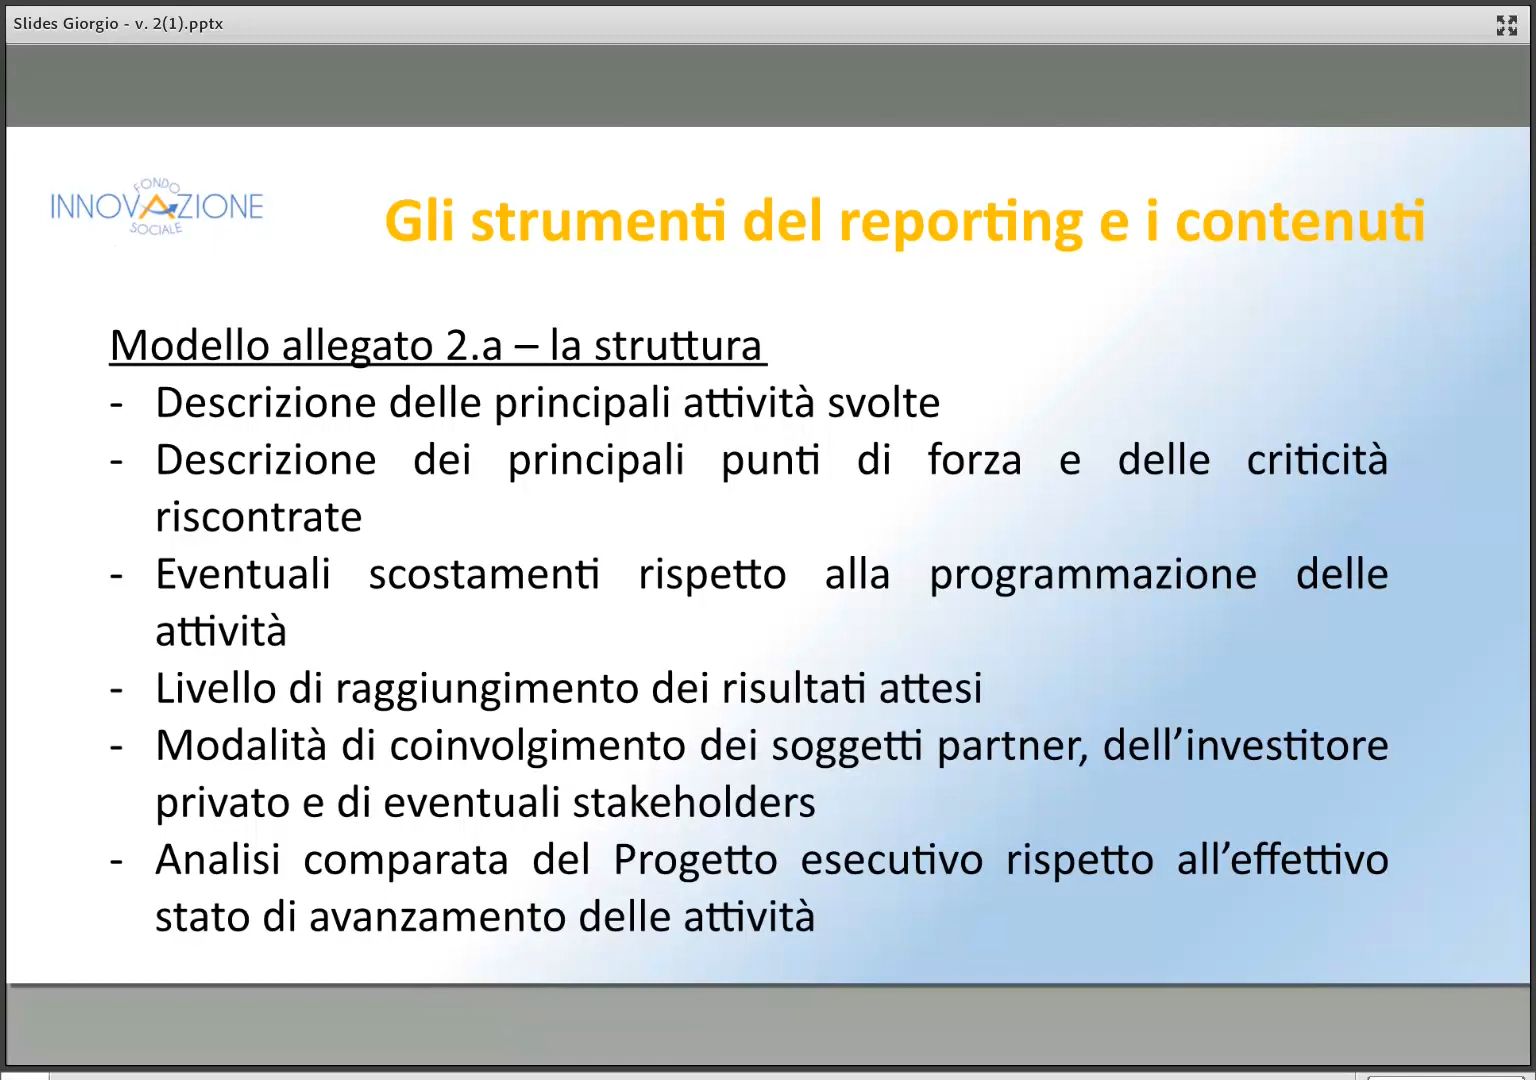 Slides Giorgio - v. 2(1).pptx
FONDO
INNOVAZIONE
SOCIALE
Gli strumenti del reporting e i contenuti
Modello allegato 2.a – la struttura
- Descrizione delle principali attività svolte
- Descrizione dei principali punti di forza e delle criticità
riscontrate
- Eventuali scostamenti rispetto alla programmazione delle
attività
- Livello di raggiungimento dei risultati attesi
- Modalità di coinvolgimento dei soggetti partner, dell’investitore
privato e di eventuali stakeholders
- Analisi comparata del Progetto esecutivo rispetto all’effettivo
stato di avanzamento delle attività